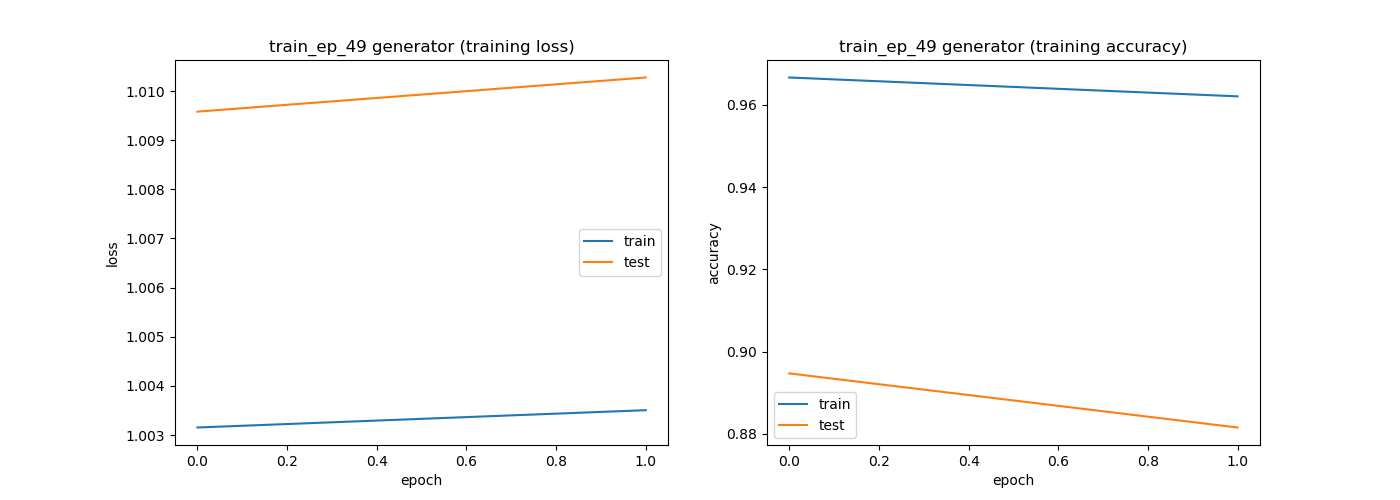 train_ep_49 generator (training loss)
1.010
1.009
1.008
1.007
1.006
1.005
1.004
1.003
loss
train
test
0.0 0.2 0.4 0.6 0.8 1.0
epoch
train_ep_49 generator (training accuracy)
0.96
0.94
0.92
0.90
0.88
accuracy
train
test
0.0 0.2 0.4 0.6 0.8 1.0
epoch